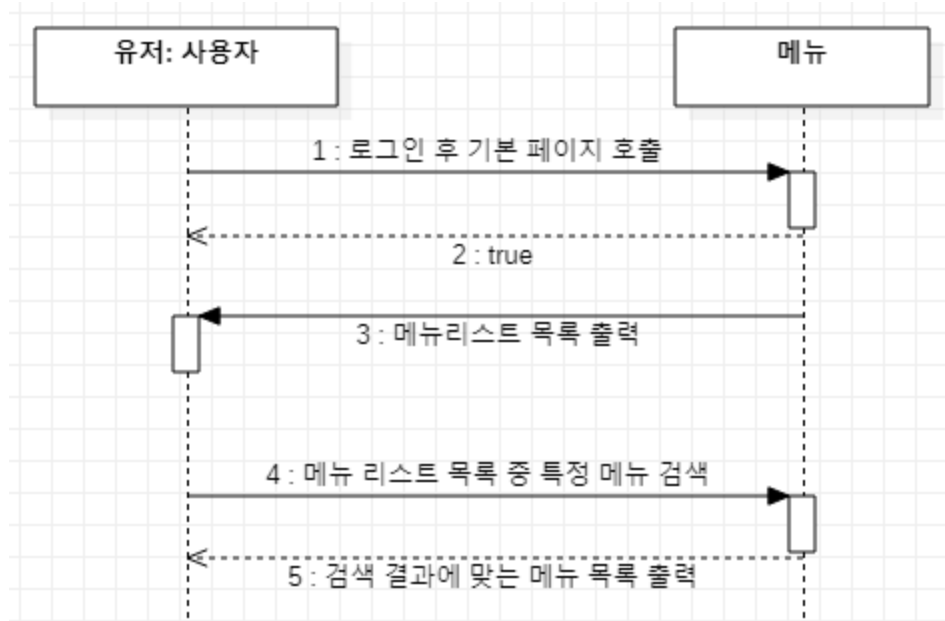 유저: 사용자
메뉴
1 : 로그인 후 기본 페이지 호출
2 : true
3 : 메뉴리스트 목록 출력
4 : 메뉴 리스트 목록 중 특정 메뉴 검색
5 : 검색 결과에 맞는 메뉴 목록 출력